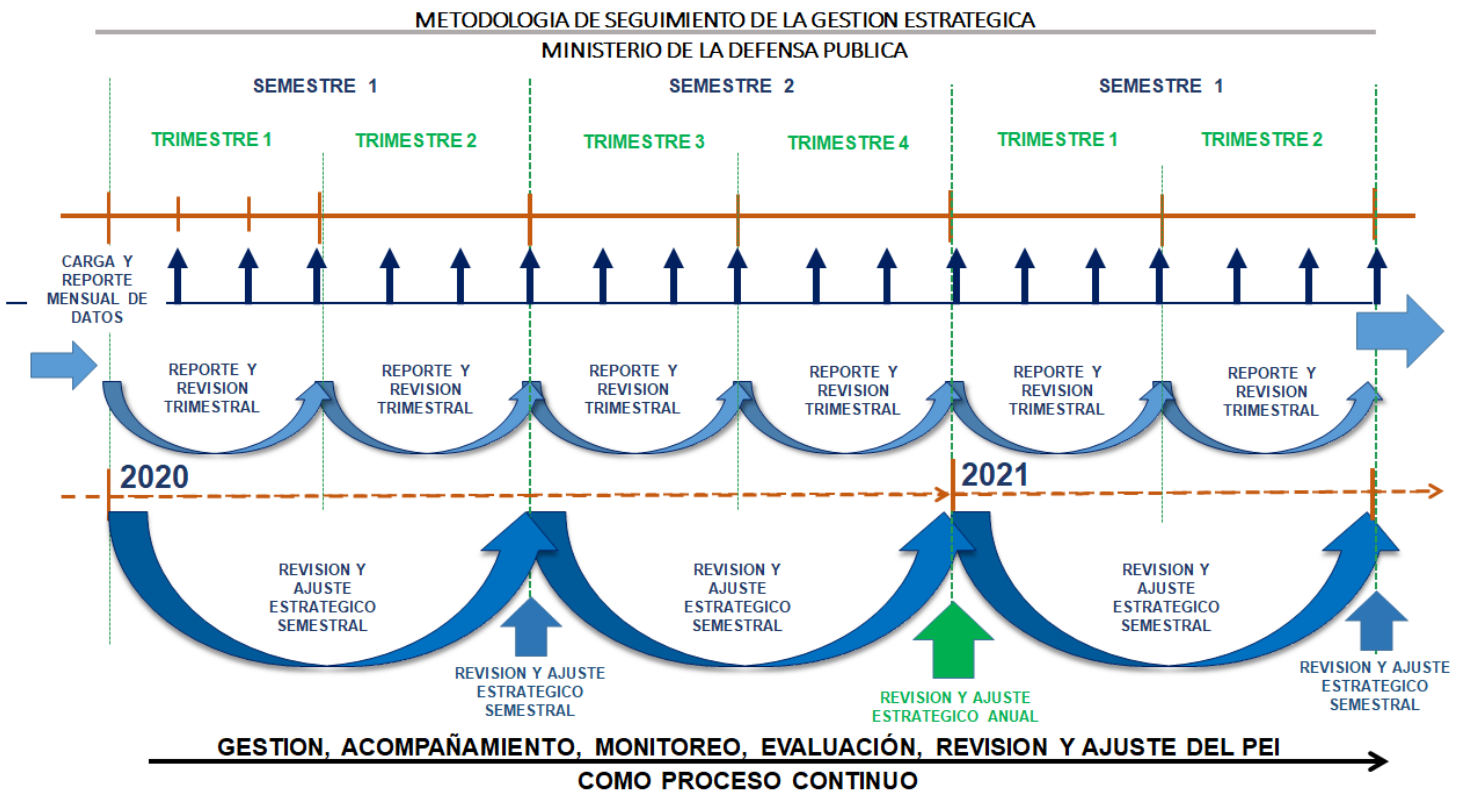 METODOLOGIA DE SEGUIMIENTO DE LA GESTION ESTRATEGICA
MINISTERIO DE LA DEFENSA PUBLICA
SEMESTRE 1
SEMESTRE 2
SEMESTRE 1
TRIMESTRE 1
TRIMESTRE 2
TRIMESTRE 3
TRIMESTRE 4
TRIMESTRE 1
TRIMESTRE 2
CARGA Y
REPORTE
MENSUAL DE
DATOS
REPORTE Y
REVISION
TRIMESTRAL
REPORTE Y
REVISION
TRIMESTRAL
REPORTE Y
REVISION
TRIMESTRAL
REPORTE Y
REVISION
TRIMESTRAL
REPORTE Y
REVISION
TRIMESTRAL
REPORTE Y
REVISION
TRIMESTRAL
2020
2021
REVISION Y
AJUSTE
ESTRATEGICO
SEMESTRAL
REVISION Y
AJUSTE
ESTRATEGICO
SEMESTRAL
REVISION Y
AJUSTE
ESTRATEGICO
SEMESTRAL
REVISION Y AJUSTE
ESTRATEGICO
SEMESTRAL
REVISION Y AJUSTE
ESTRATEGICO ANUAL
REVISION Y AJUSTE
ESTRATEGICO
SEMESTRAL
GESTION, ACOMPAÑAMIENTO, MONITOREO, EVALUACIÓN, REVISION Y AJUSTE DEL PEI
COMO PROCESO CONTINUO